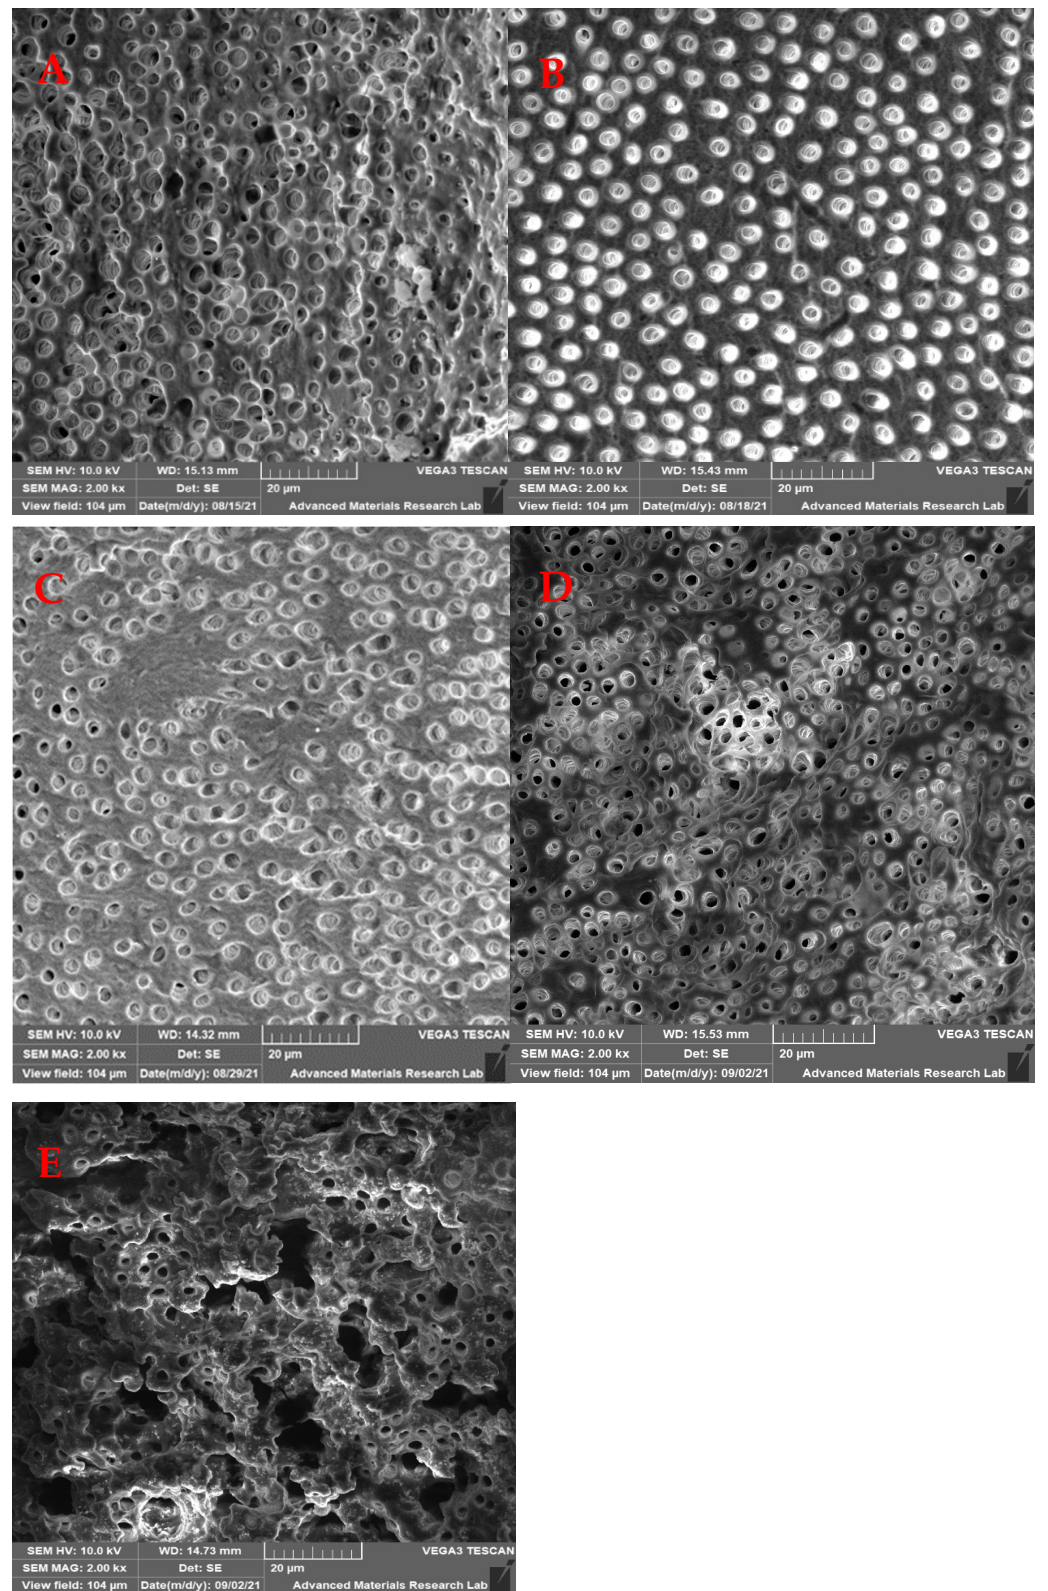 A
B
SEM HV: 10.0 kV WD: 15.13 mm VEGA3 TESCAN
SEM MAG: 2.00 kx Det: SE 20 µm
View field: 104 µm Date(m/d/y): 08/15/21 Advanced Materials Research Lab
SEM HV: 10.0 kV WD: 15.43 mm VEGA3 TESCAN
SEM MAG: 2.00 kx Det: SE 20 µm
View field: 104 µm Date(m/d/y): 08/18/21 Advanced Materials Research Lab
C
D
SEM HV: 10.0 kV WD: 14.32 mm VEGA3 TESCAN
SEM MAG: 2.00 kx Det: SE 20 µm
View field: 104 µm Date(m/d/y): 08/29/21 Advanced Materials Research Lab
SEM HV: 10.0 kV WD: 15.53 mm VEGA3 TESCAN
SEM MAG: 2.00 kx Det: SE 20 µm
View field: 104 µm Date(m/d/y): 09/02/21 Advanced Materials Research Lab
E
SEM HV: 10.0 kV WD: 14.73 mm VEGA3 TESCAN
SEM MAG: 2.00 kx Det: SE 20 µm
View field: 104 µm Date(m/d/y): 09/02/21 Advanced Materials Research Lab